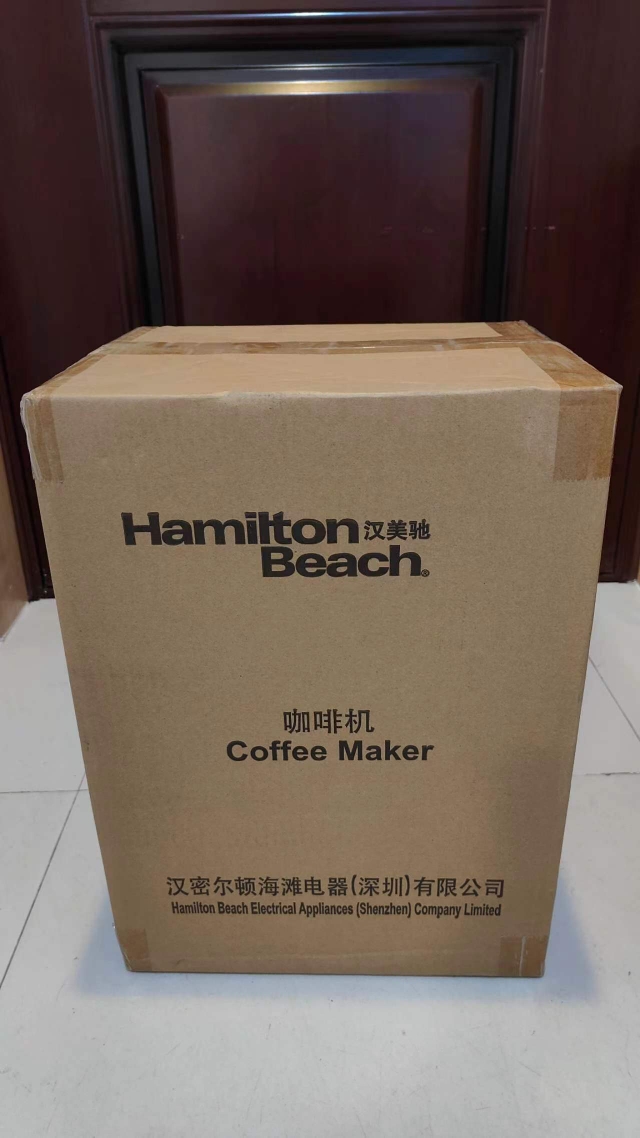 Hamilton 汉美驰
Beach®
咖啡机
Coffee Maker
汉密尔顿海滩电器(深圳)有限公司
Hamilton Beach Electrical Appliances (Shenzhen) Company Limited